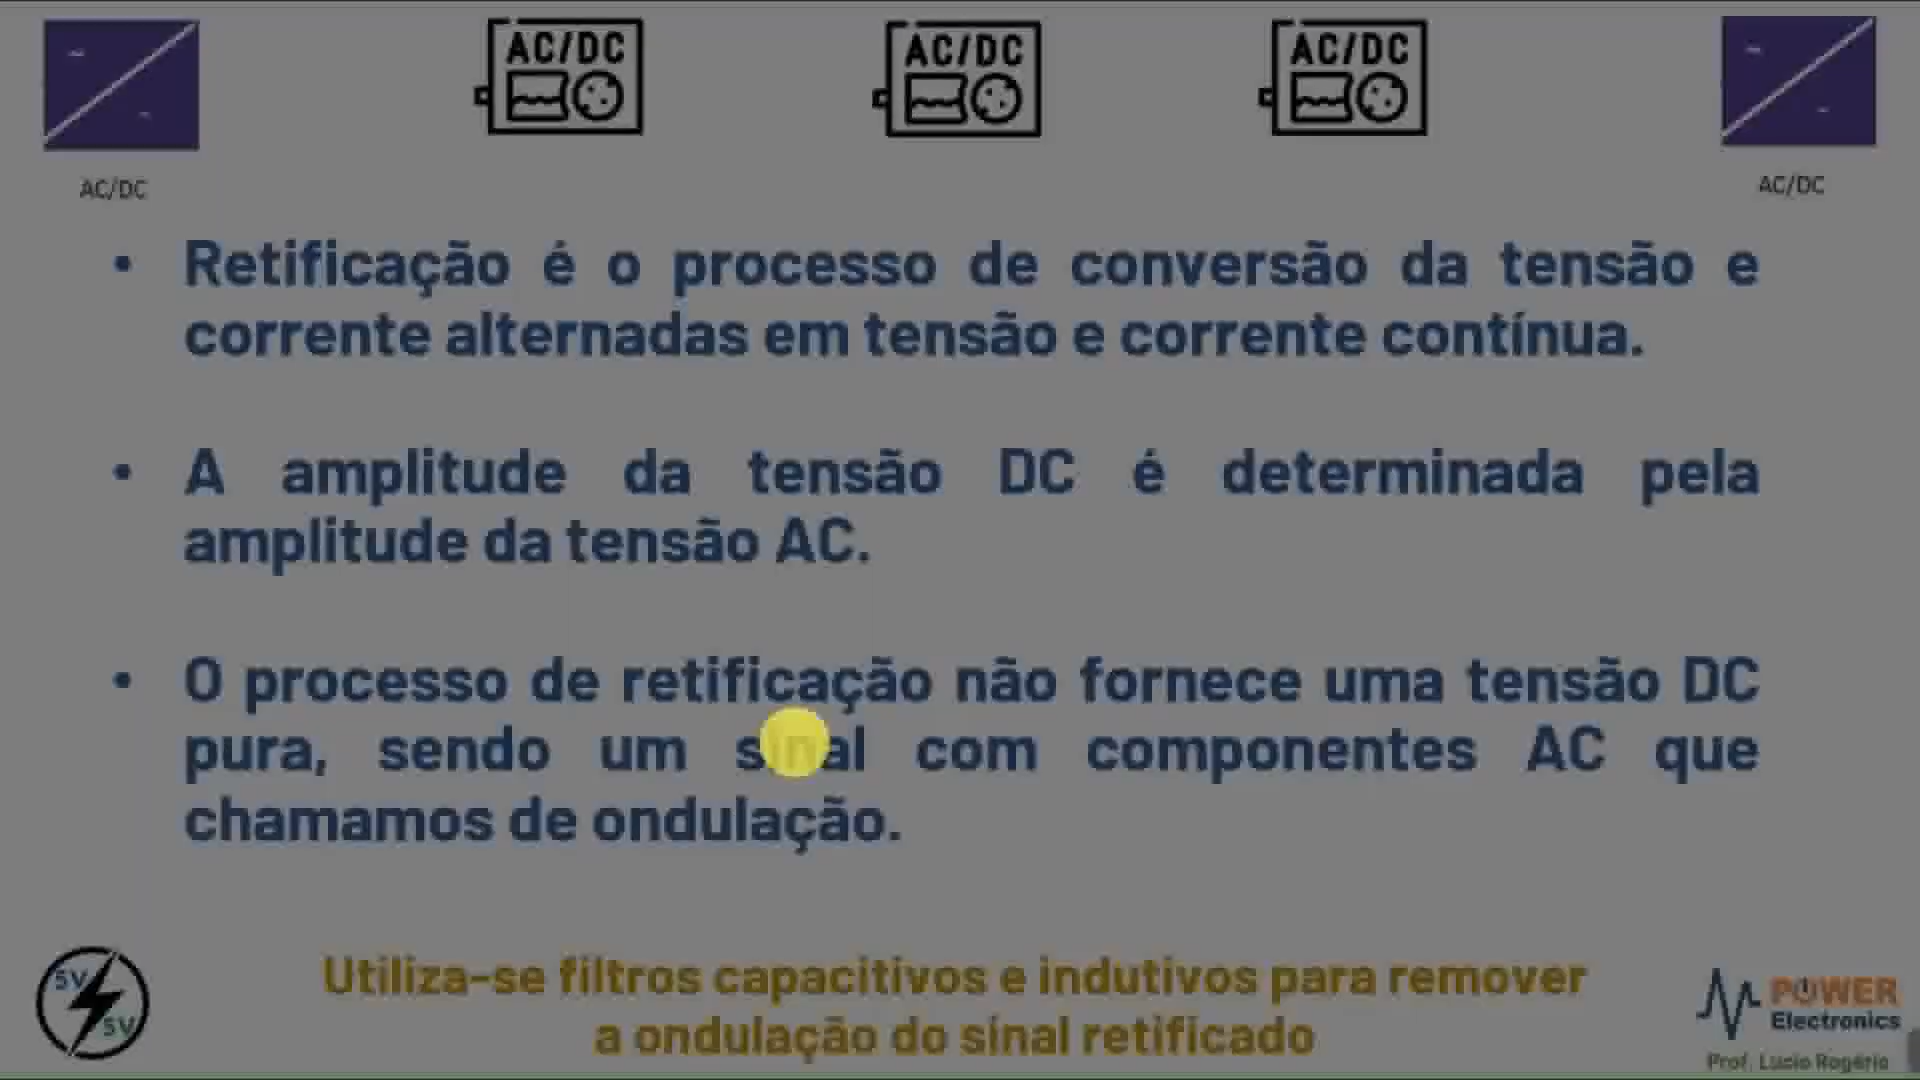 AC/DC AC/DC AC/DC
AC/DC AC/DC
• Retificação é o processo de conversão da tensão e
corrente alternadas em tensão e corrente contínua.
• A amplitude da tensão DC é determinada pela
amplitude da tensão AC.
• O processo de retificação não fornece uma tensão DC
pura, sendo um sinal com componentes AC que
chamamos de ondulação.
5V
5V
Utiliza-se filtros capacitivos e indutivos para remover
a ondulação do sinal retificado
POWER
Electronics
Prof. Lucio Rogério